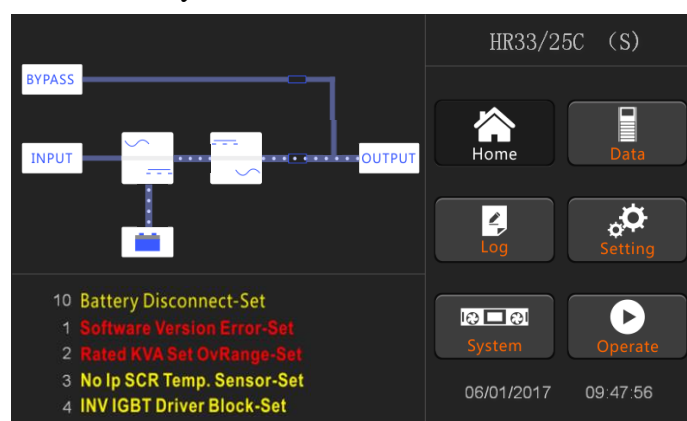 HR33/25C (S)
BYPASS
INPUT
OUTPUT
Home
Data
Log
Setting
System
Operate
10 Battery Disconnect-Set
1 Software Version Error-Set
2 Rated KVA Set OvRange-Set
3 No Ip SCR Temp. Sensor-Set
4 INV IGBT Driver Block-Set
06/01/2017 09:47:56